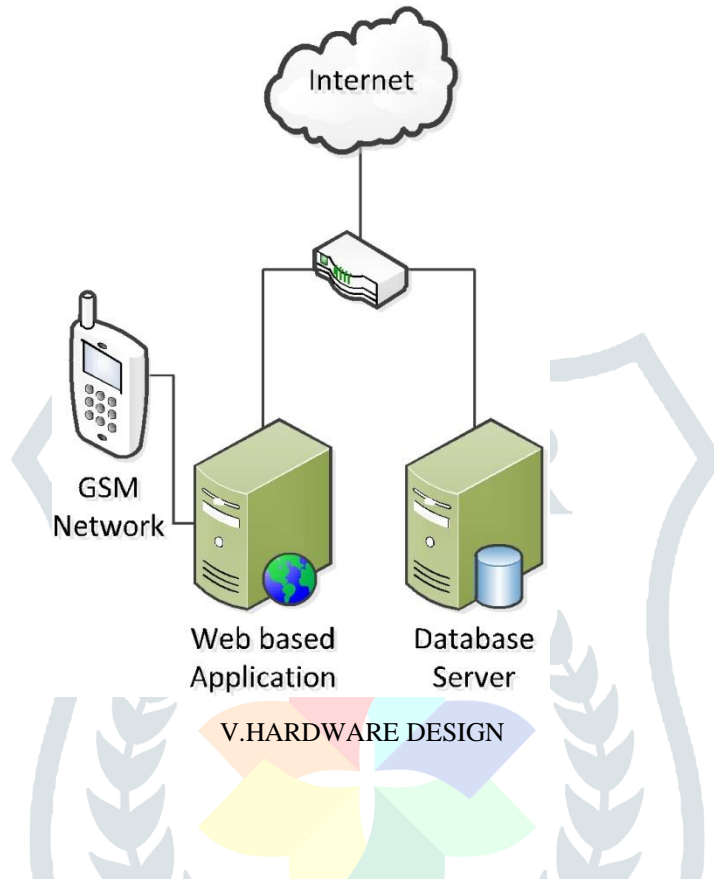 Internet
GSM
Network
Web based
Application
Database
Server
V.HARDWARE DESIGN